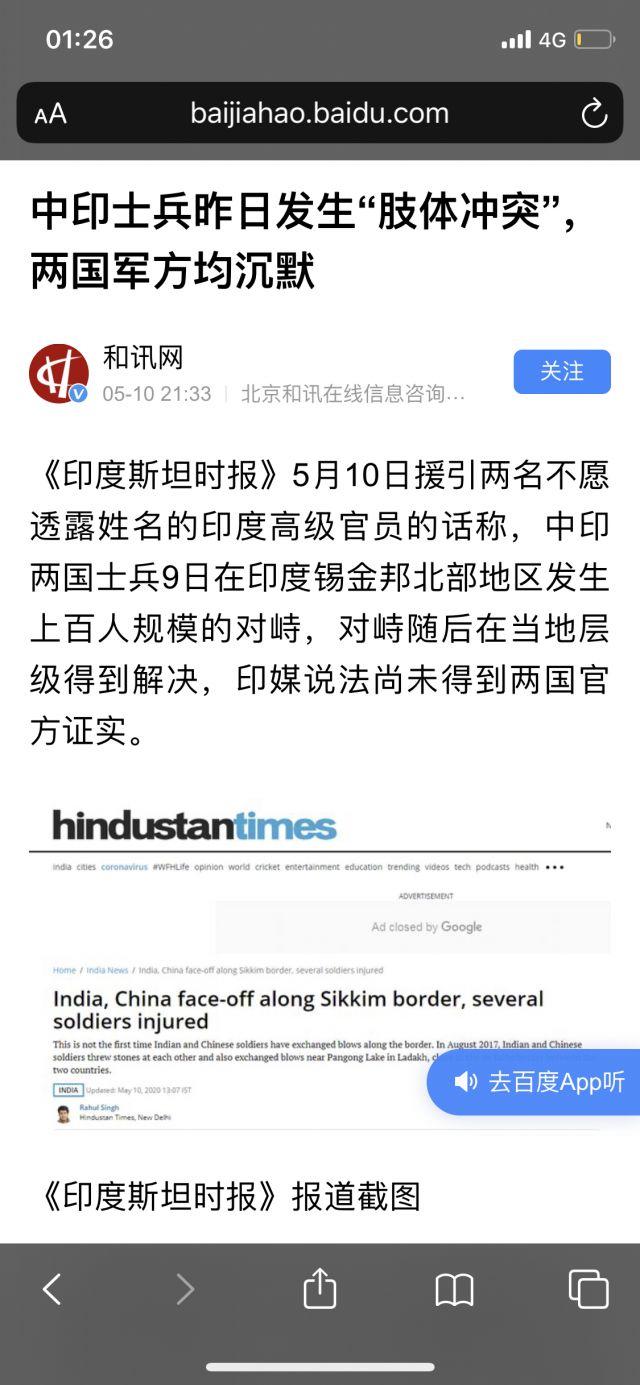 01:26
4G
AA
baijiahao.baidu.com
中印士兵昨日发生“肢体冲突”，
两国军方均沉默
和讯网
05-10 21:33
北京和讯在线信息咨询...
关注
《印度斯坦时报》5月10日援引两名不愿
透露姓名的印度高级官员的话称，中印
两国士兵9日在印度锡金邦北部地区发生
上百人规模的对峙，对峙随后在当地层
级得到解决，印媒说法尚未得到两国官
方证实。
hindustantimes
N
india cities coronavirus #WFHLife opinion world cricket entertainment education trending videos tech podcasts health •••
ADVERTISEMENT
Ad closed by Google
Home / India News / India, China face-off along Sikkim border, several soldiers injured
India, China face-off along Sikkim border, several
soldiers injured
This is not the first time Indian and Chinese soldiers have exchanged blows along the border. In August 2017, Indian and Chinese
soldiers threw stones at each other and also exchanged blows near Pangong Lake in Ladakh,
two countries.
INDIA Updated: May 10, 2020 13:07 IST
Rahul Singh
Hindustan Times, New Delhi
去百度App听
《印度斯坦时报》报道截图